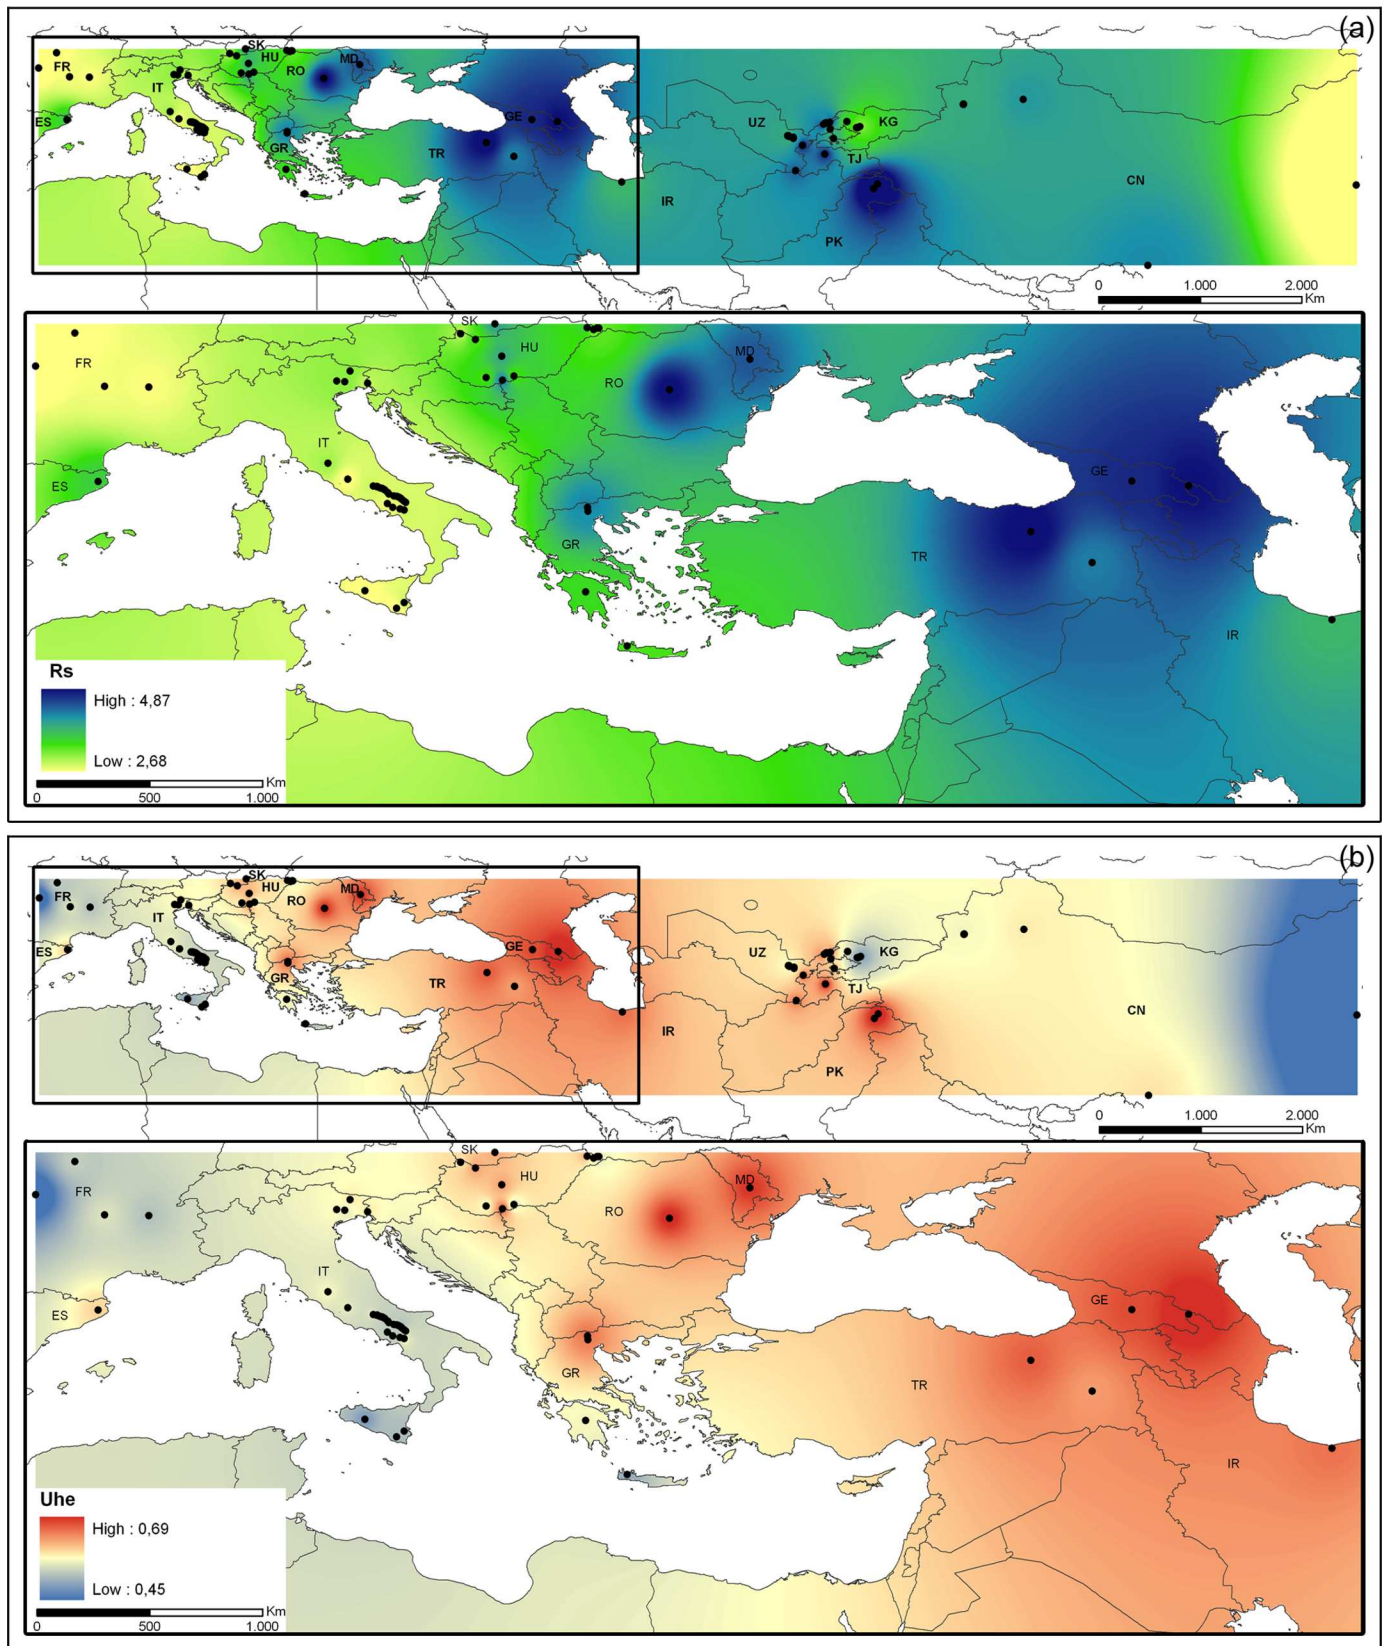 (a)
SK
FR
HU
MD
RO
IT
ES
GE
UZ
KG
GR
TR
TJ
CN
IR
PK
0 1.000 2.000
Km
SK
FR
HU
MD
RO
IT
GE
ES
GR
TR
IR
Rs
High : 4,87
Low : 2,68
Km
0 500 1.000
(b)
SK
FR
HU
MD
RO
IT
ES
GE
UZ
KG
GR
TR
TJ
CN
IR
PK
0 1.000 2.000
Km
SK
HU
FR
MD
RO
IT
GE
ES
GR
TR
IR
Uhe
High : 0,69
Low : 0,45
Km
0 500 1.000